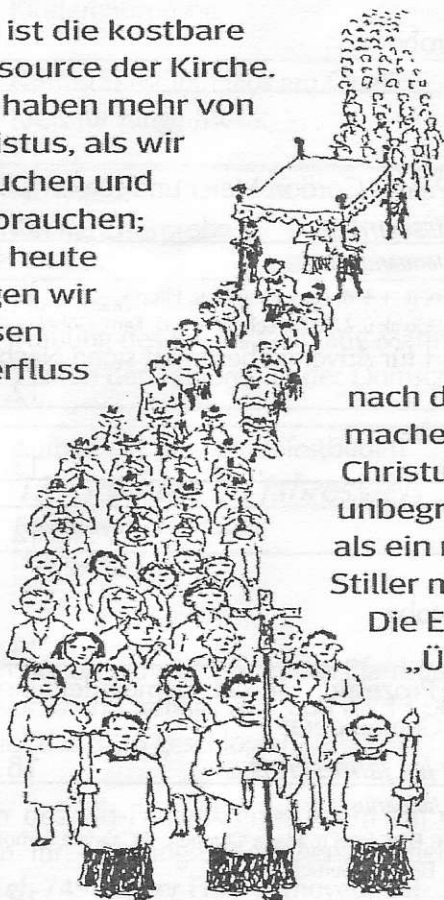 ist die kostbare
source der Kirche.
haben mehr von
istus, als wir
uchen und
brauchen;
heute
gen wir
sen
erfluss
nach d
mache
Christu
unbegr
als ein
Stiller
Die E
„Ü